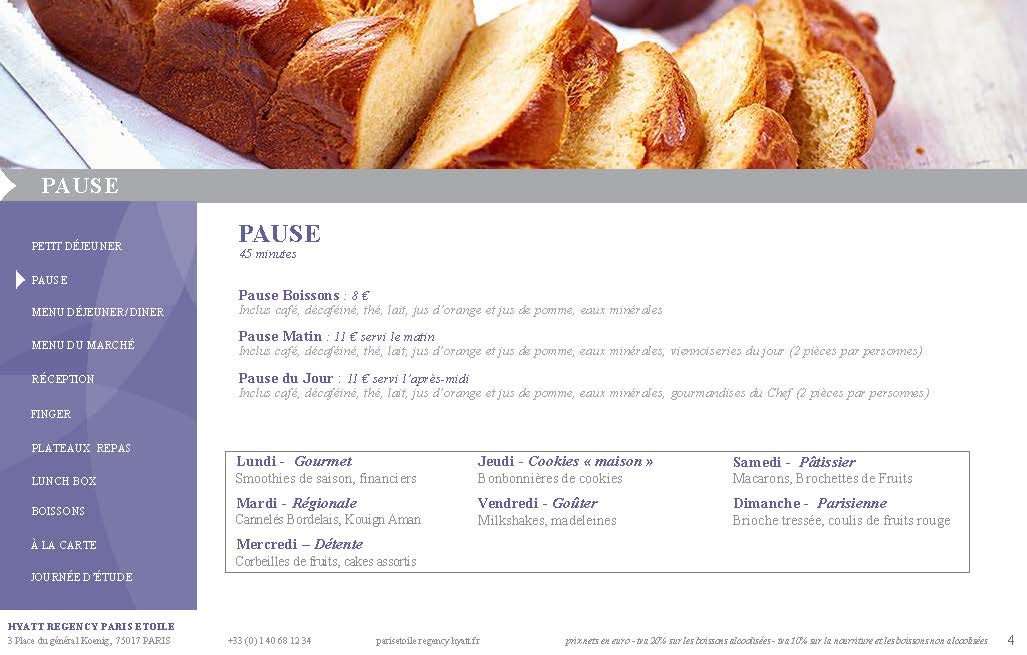 PAUSE
PETIT DÉJEUNER
PAUSE
MENU DÉJEUNER/DINER
MENU DU MARCHÉ
RÉCEPTION
FINGER
PLATEAUX REPAS
LUNCH BOX
BOISSONS
À LA CARTE
JOURNÉE D'ÉTUDE
PAUSE
45 minutes
Pause Boissons : 8 €
Inclus café, décaféiné, thé, lait, jus d'orange et jus de pomme, eaux minérales
Pause Matin : 11 € servi le matin
Inclus café, décaféiné, thé, lait, jus d'orange et jus de pomme, eaux minérales, viennoiseries du jour (2 pièces par personnes)
Pause du Jour : 11 € servi l'après-midi
Inclus café, décaféiné, thé, lait, jus d'orange et jus de pomme, eaux minérales, gourmandises du Chef (2 pièces par personnes)
Lundi - Gourmet
Smoothies de saison, financiers
Mardi - Régionale
Cannelés Bordelais, Kouign Aman
Mercredi – Détente
Corbeilles de fruits, cakes assortis
Jeudi - Cookies « maison »
Bonbonnières de cookies
Vendredi - Goûter
Milkshakes, madeleines
Samedi - Pâtissier
Macarons, Brochettes de Fruits
Dimanche - Parisienne
Brioche tressée, coulis de fruits rouge
HYATT REGENCY PARIS ETOILE
3 Place du général Koenig, 75017 PARIS
+33 (0) 1 40 68 12 34
parisetoile.regency.hyatt.fr
prix nets en euro - tva 20% sur les boissons alcoolisées - tva 10% sur la nourriture et les boissons non alcoolisées
4